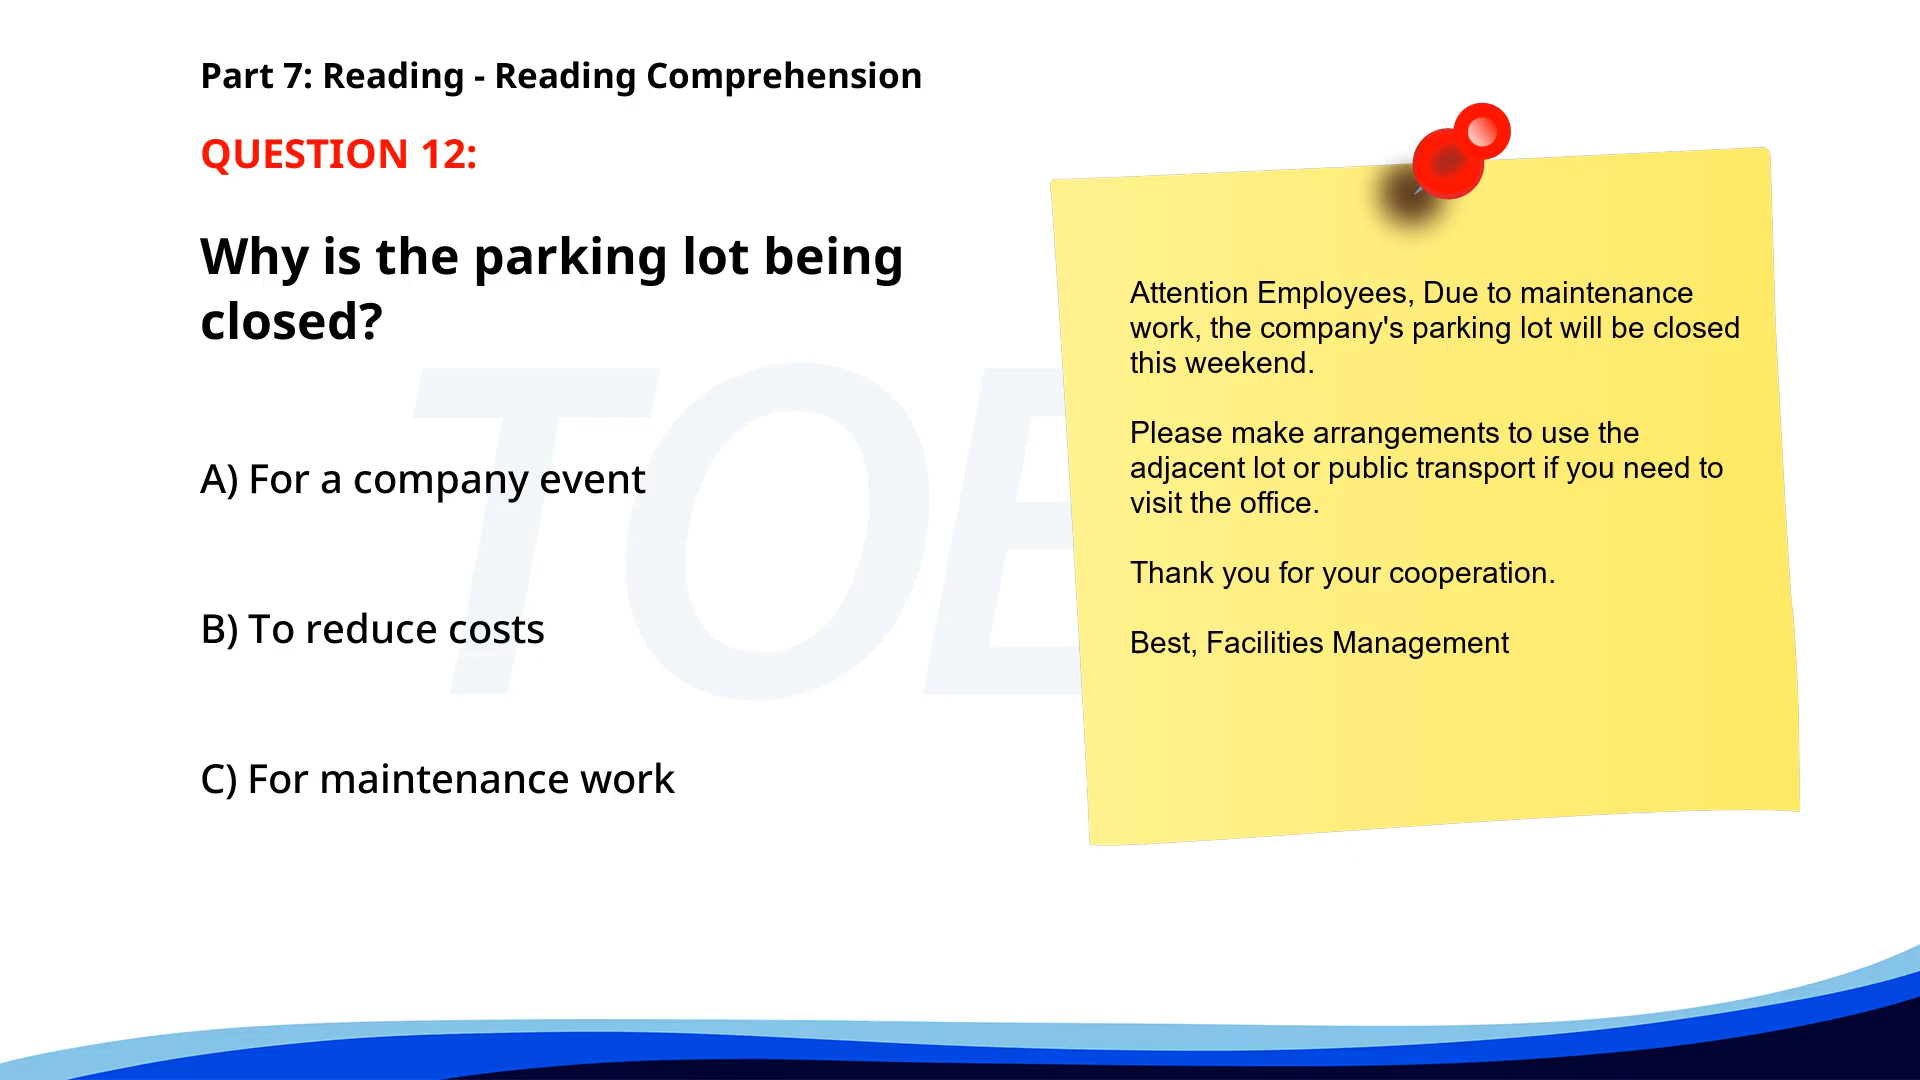 Part 7: Reading - Reading Comprehension
QUESTION 12:
Why is the parking lot being
closed?
A) For a company event
B) To reduce costs
C) For maintenance work
Attention Employees, Due to maintenance
work, the company's parking lot will be closed
this weekend.
Please make arrangements to use the
adjacent lot or public transport if you need to
visit the office.
Thank you for your cooperation.
Best, Facilities Management
TOE